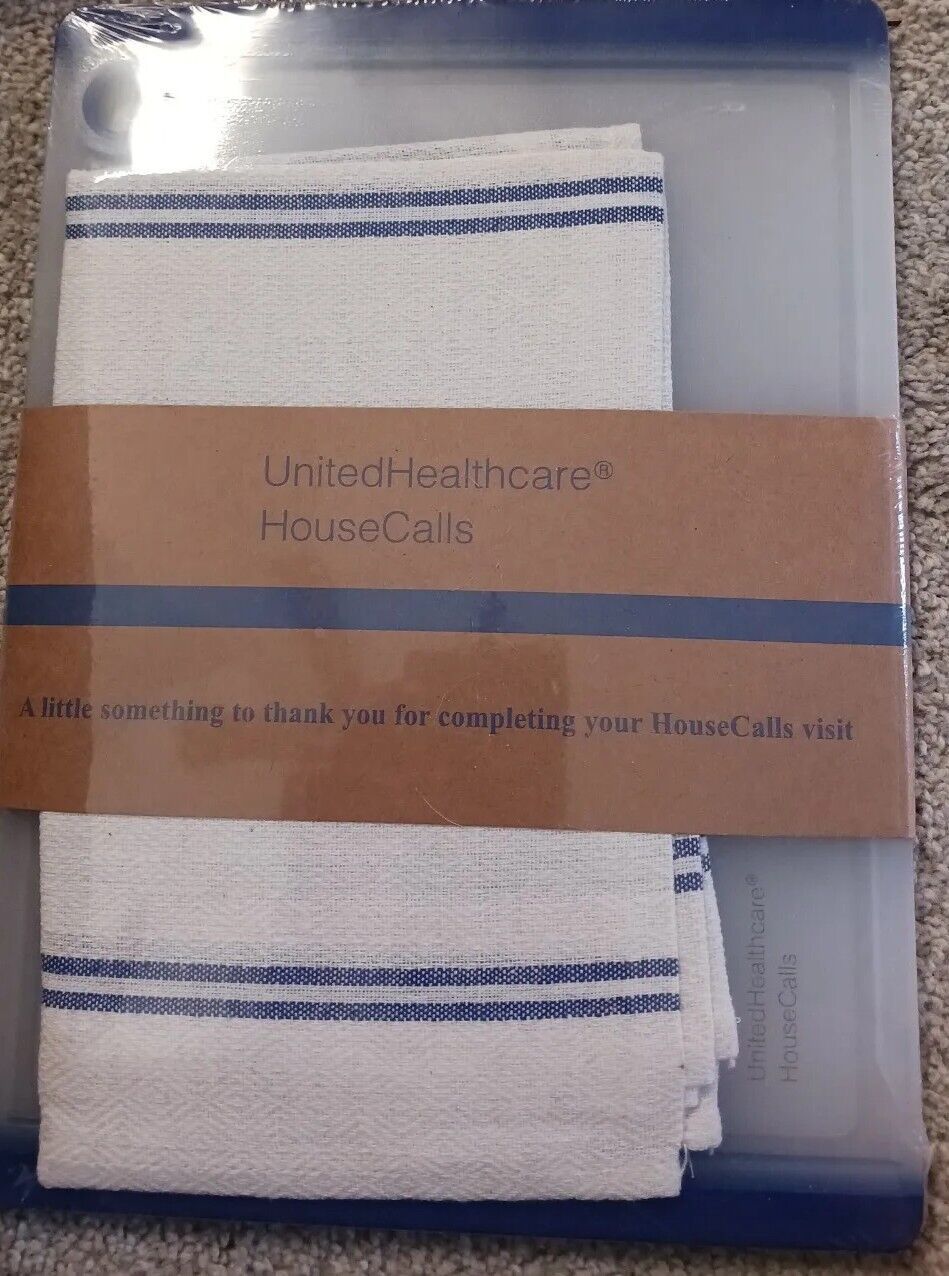 UnitedHealthcare®
HouseCalls
A little something to thank you for completing your HouseCalls visit
UnitedHealthcare®
HouseCalls